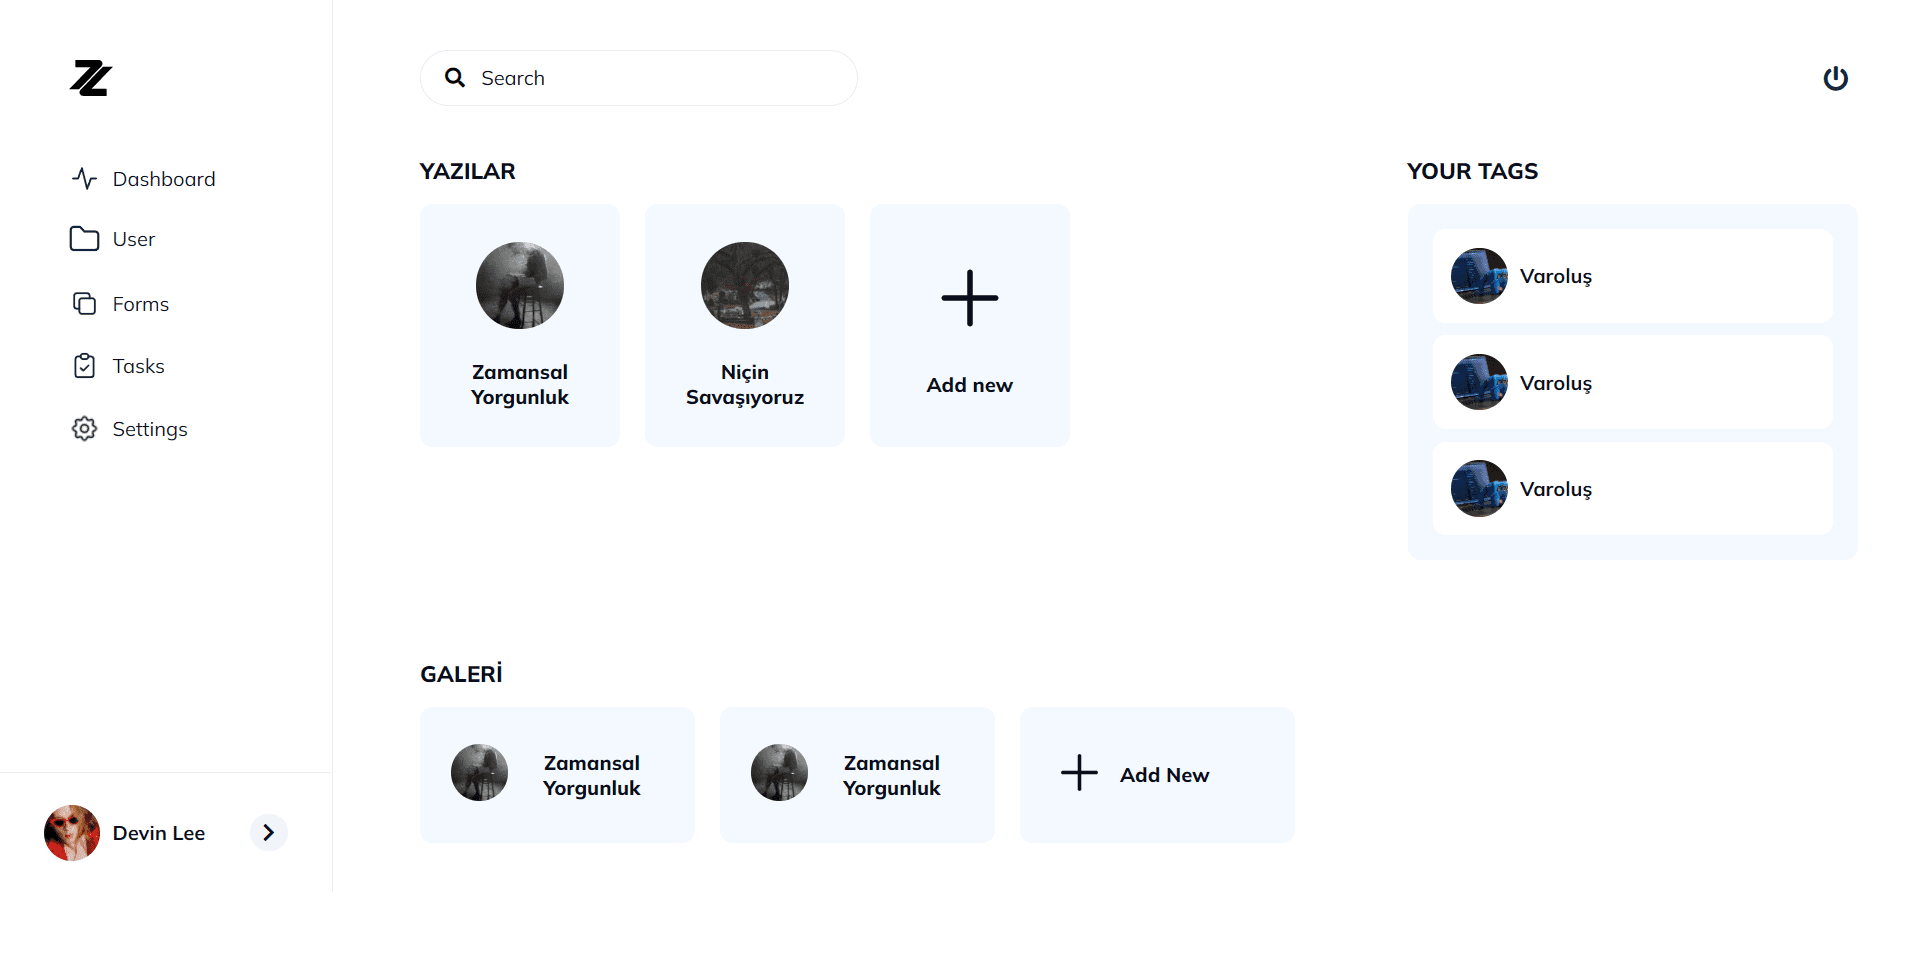 Search
Dashboard
User
Forms
Tasks
Settings
Devin Lee
YAZILAR
Zamansal
Yorgunluk
Niçin
Savaşıyoruz
Add new
YOUR TAGS
Varoluş
Varoluş
Varoluş
GALERİ
Zamansal
Yorgunluk
Zamansal
Yorgunluk
Add New